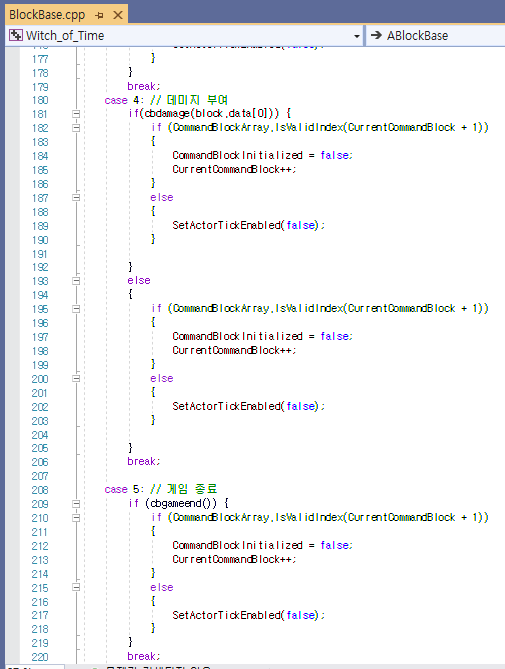 BlockBase.cpp
Witch_of_Time
ABlockBase
177 }
178 }
179 break;
180 case 4: // 데미지 부여
181 if(cbdamage(block.data[0])) {
182 if (CommandBlockArray.IsValidIndex(CurrentCommandBlock + 1))
183 {
184 CommandBlockInitialized = false;
185 CurrentCommandBlock++;
186 }
187 else
188 {
189 SetActorTickEnabled(false);
190 }
191
192 }
193 else
194 {
195 if (CommandBlockArray.IsValidIndex(CurrentCommandBlock + 1))
196 {
197 CommandBlockInitialized = false;
198 CurrentCommandBlock++;
199 }
200 else
201 {
202 SetActorTickEnabled(false);
203 }
204
205 }
206 break;
207
208 case 5: // 게임 종료
209 if (cbgameend()) {
210 if (CommandBlockArray.IsValidIndex(CurrentCommandBlock + 1))
211 {
212 CommandBlockInitialized = false;
213 CurrentCommandBlock++;
214 }
215 else
216 {
217 SetActorTickEnabled(false);
218 }
219 }
220 break;